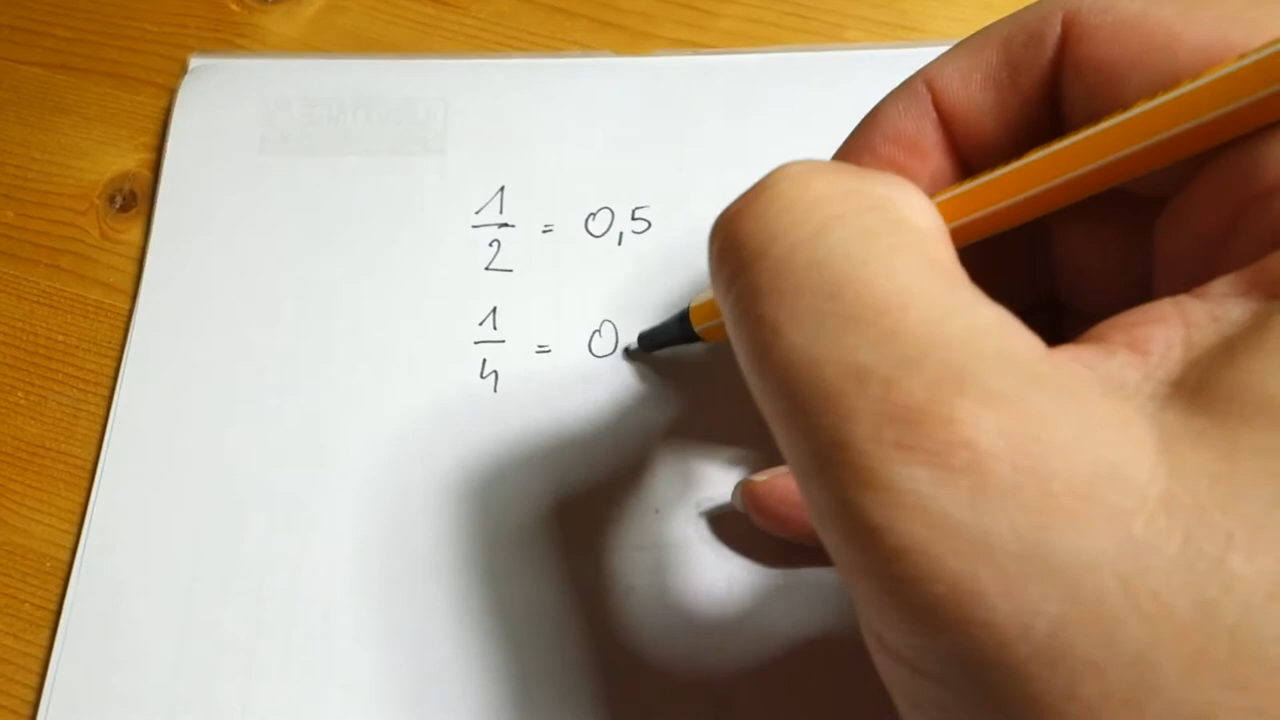 1/2 = 0,5
1/4 = 0